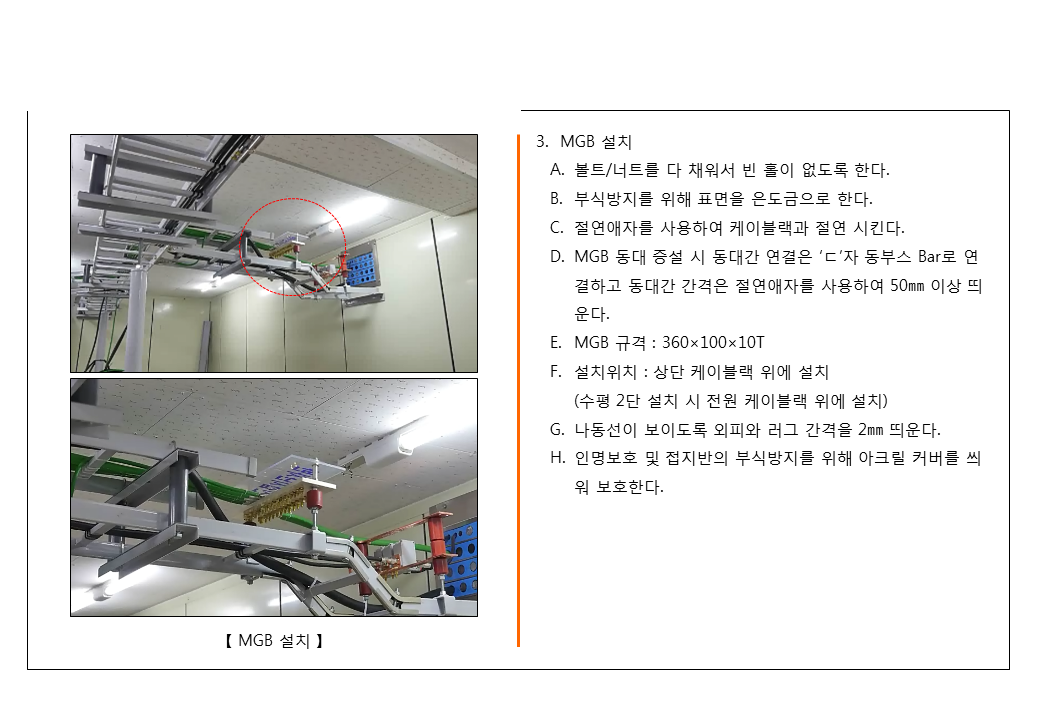 3. MGB 설치
A. 볼트/너트를 다 채워서 빈 홀이 없도록 한다.
B. 부식방지를 위해 표면을 은도금으로 한다.
C. 절연애자를 사용하여 케이블랙과 절연 시킨다.
D. MGB 동대 증설 시 동대간 연결은 ‘ㄷ’자 동부스 Bar로 연
결하고 동대간 간격은 절연애자를 사용하여 50㎜ 이상 띄
운다.
E. MGB 규격 : 360×100×10T
F. 설치위치 : 상단 케이블랙 위에 설치
(수평 2단 설치 시 전원 케이블랙 위에 설치)
G. 나동선이 보이도록 외피와 러그 간격을 2㎜ 띄운다.
H. 인명보호 및 접지반의 부식방지를 위해 아크릴 커버를 씌
워 보호한다.
【 MGB 설치 】